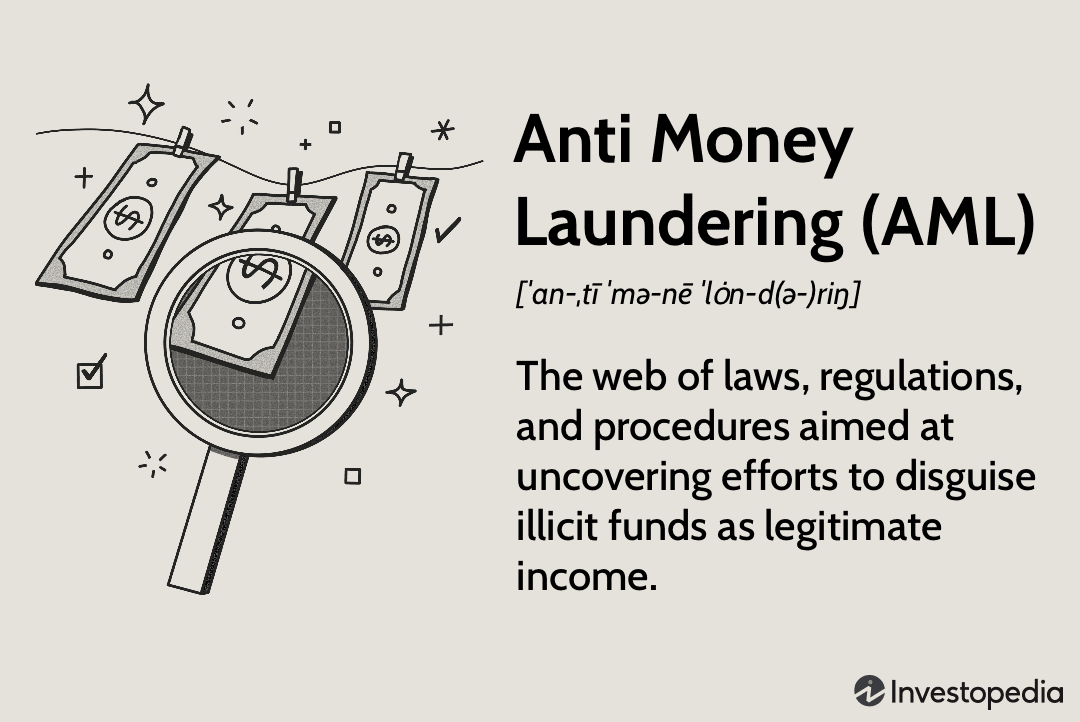 Anti Money
Laundering (AML)
[ˈan-ˌtī ˈmə-nē ˈlȯn-d(ə-)riŋ]
The web of laws, regulations,
and procedures aimed at
uncovering efforts to disguise
illicit funds as legitimate
income.
Investopedia